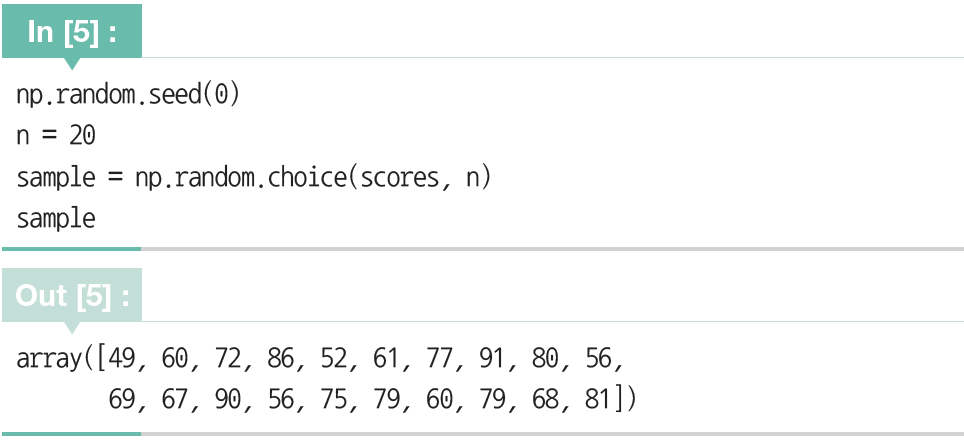 In [5] :
np.random.seed(0)
n = 20
sample = np.random.choice(scores, n)
sample
Out [5] :
array([49, 60, 72, 86, 52, 61, 77, 91, 80, 56,
69, 67, 90, 56, 75, 79, 60, 79, 68, 81])